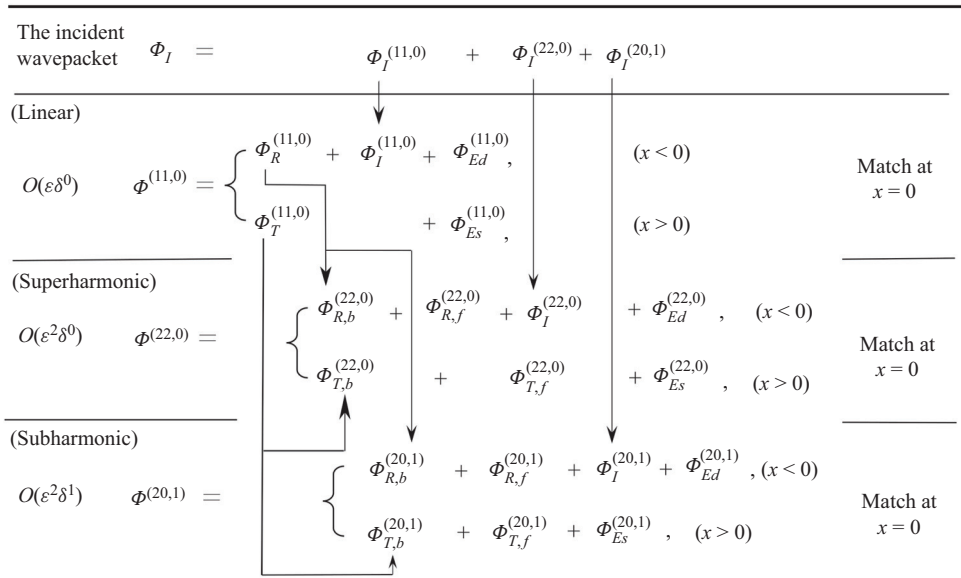 The incident
wavepacket Φ_I = Φ_I^(11,0) + Φ_I^(22,0) + Φ_I^(20,1)
(Linear)
Φ_R^(11,0) + Φ_I^(11,0) + Φ_Ed^(11,0) , (x < 0)
O(εδ^0) Φ^(11,0) = { Match at x = 0
Φ_T^(11,0) + Φ_Es^(11,0) , (x > 0)
(Superharmonic)
Φ_R,b^(22,0) + Φ_R,f^(22,0) + Φ_I^(22,0) + Φ_Ed^(22,0) , (x < 0)
O(ε^2δ^0) Φ^(22,0) = { Match at x = 0
Φ_T,b^(22,0) + Φ_T,f^(22,0) + Φ_Es^(22,0) , (x > 0)
(Subharmonic)
Φ_R,b^(20,1) + Φ_R,f^(20,1) + Φ_I^(20,1) + Φ_Ed^(20,1) , (x < 0)
O(ε^2δ^1) Φ^(20,1) = { Match at x = 0
Φ_T,b^(20,1) + Φ_T,f^(20,1) + Φ_Es^(20,1) , (x > 0)